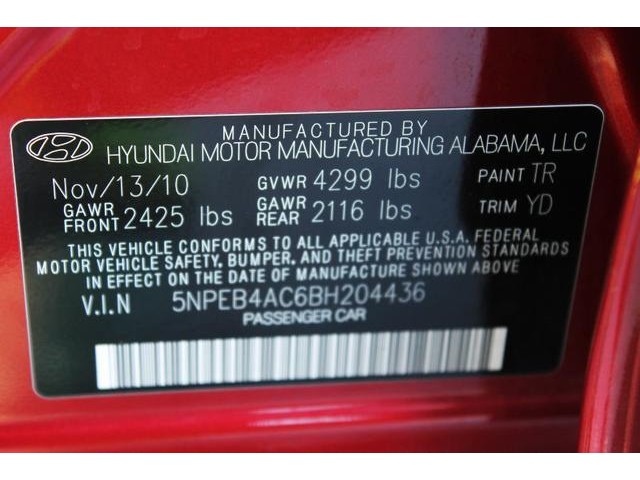 MANUFACTURED BY
HYUNDAI MOTOR MANUFACTURING ALABAMA, LLC
Nov/13/10 GVWR 4299 lbs PAINT TR
GAWR FRONT 2425 lbs GAWR REAR 2116 lbs TRIM YD
THIS VEHICLE CONFORMS TO ALL APPLICABLE U.S.A. FEDERAL
MOTOR VEHICLE SAFETY, BUMPER, AND THEFT PREVENTION STANDARDS
IN EFFECT ON THE DATE OF MANUFACTURE SHOWN ABOVE.
V.I.N 5NPEB4AC6BH204436
PASSENGER CAR